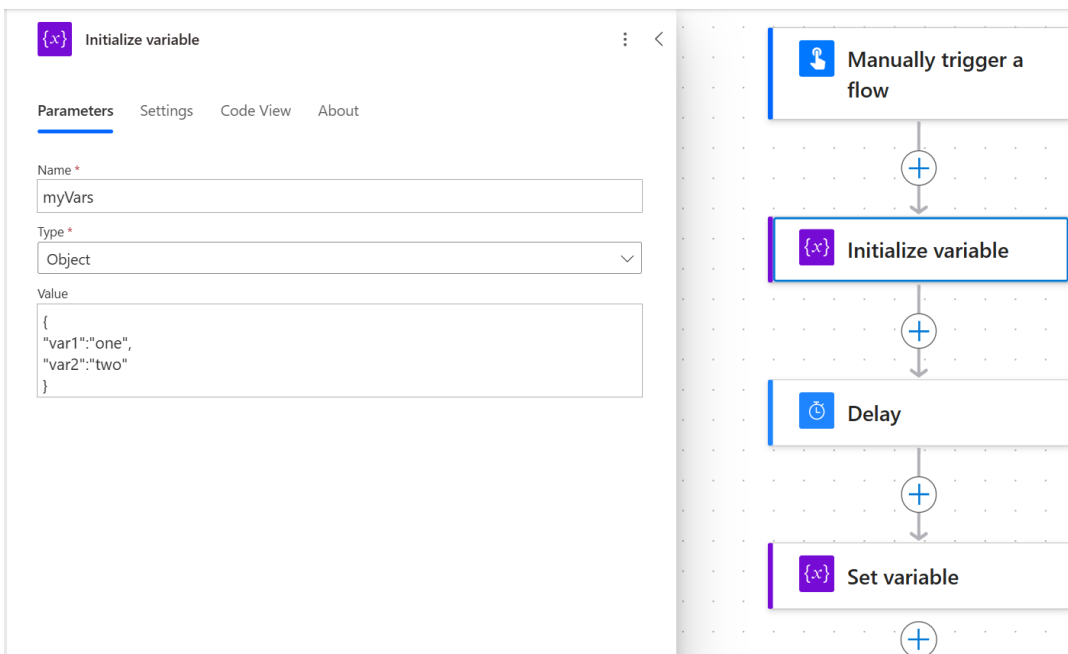 {x} Initialize variable
Parameters Settings Code View About
Name *
myVars
Type *
Object
Value
{
"var1":"one",
"var2":"two"
}
Manually trigger a
flow
{x} Initialize variable
Delay
{x} Set variable